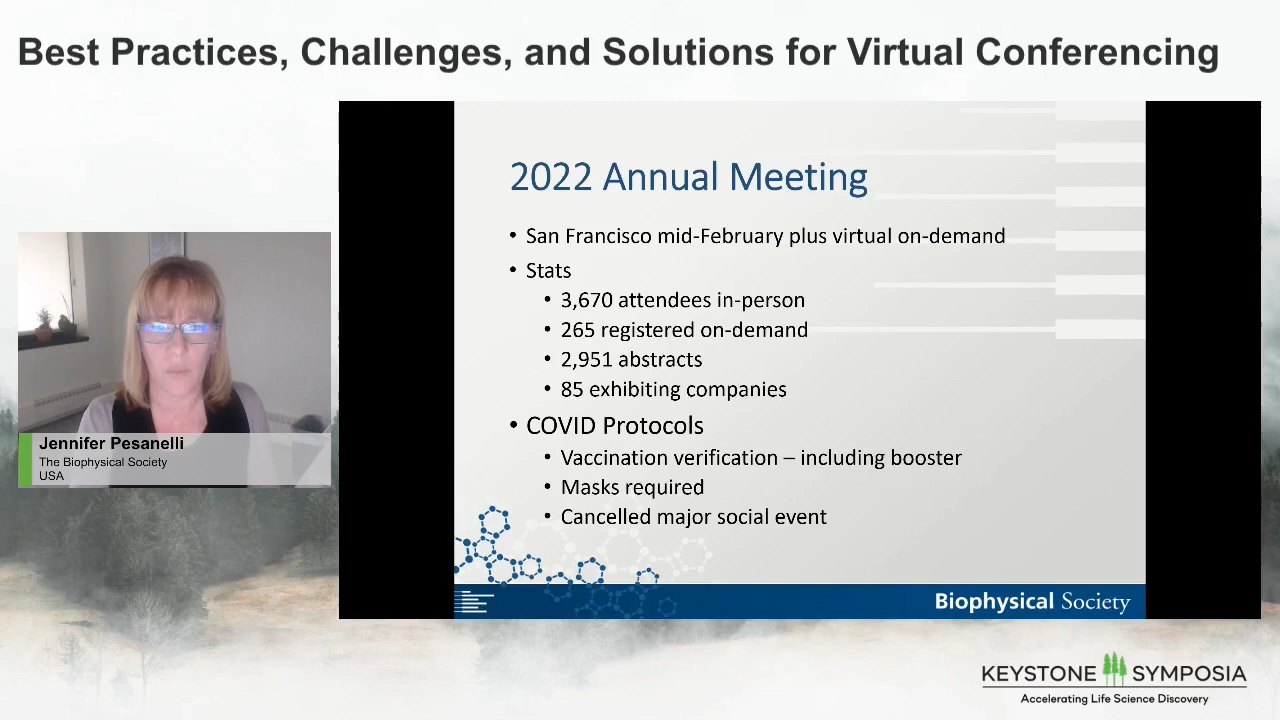 Best Practices, Challenges, and Solutions for Virtual Conferencing
2022 Annual Meeting
• San Francisco mid-February plus virtual on-demand
• Stats
• 3,670 attendees in-person
• 265 registered on-demand
• 2,951 abstracts
• 85 exhibiting companies
• COVID Protocols
• Vaccination verification – including booster
• Masks required
• Cancelled major social event
Biophysical Society
Jennifer Pesanelli
The Biophysical Society
USA
KEYSTONE SYMPOSIA
Accelerating Life Science Discovery